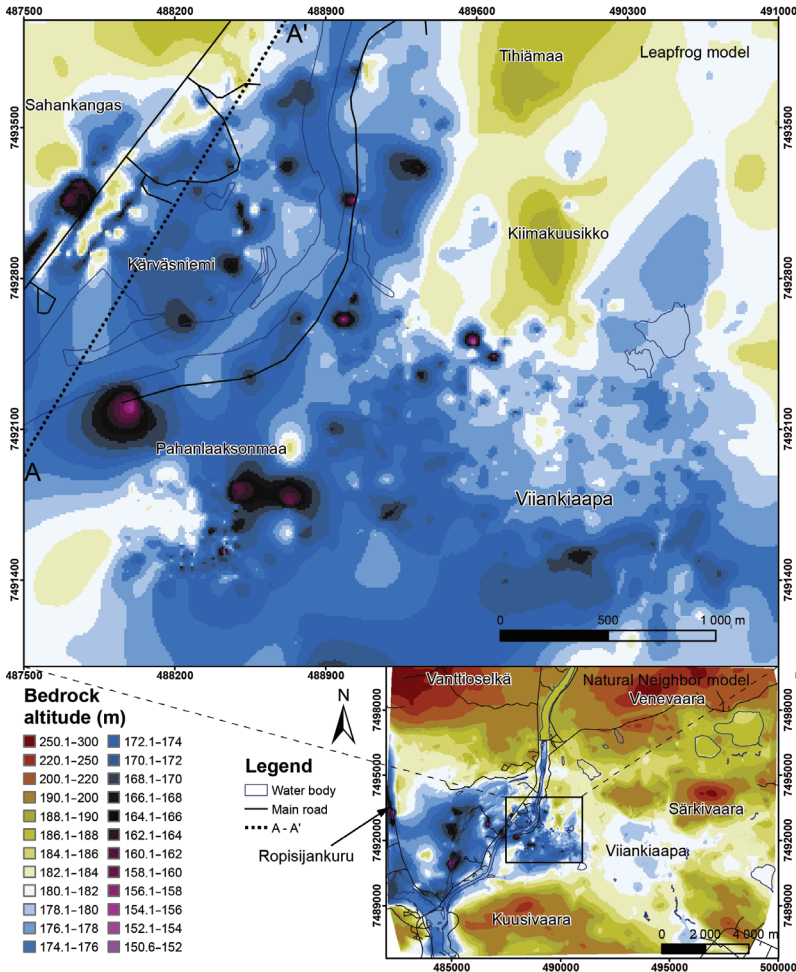 487500 488200 488900 489600 490300 491000
A'
Tihiämaa
Leapfrog model
Sahankangas
7493500
7493500
Kiimakuusikko
Kärväsniemi
7492800
7492800
7492100
7492100
Pahanlaaksonmaa
A
Viiankiaapa
7491400
7491400
0 500 1 000 m
487500 488200 488900
Bedrock
altitude (m)
250.1–300
220.1–250
200.1–220
190.1–200
188.1–190
186.1–188
184.1–186
182.1–184
180.1–182
178.1–180
176.1–178
174.1–176
172.1–174
170.1–172
168.1–170
166.1–168
164.1–166
162.1–164
160.1–162
158.1–160
156.1–158
154.1–156
152.1–154
150.6–152
N
Legend
Water body
Main road
A - A'
Ropisijankuru
Vanttioselkä
Natural Neighbor model
Venevaara
7498000
7498000
7495000
7495000
Särkivaara
7492000
7492000
Viiankiaapa
7489000
7489000
Kuusivaara
0 2 000 4 000 m
485000 490000 495000 500000